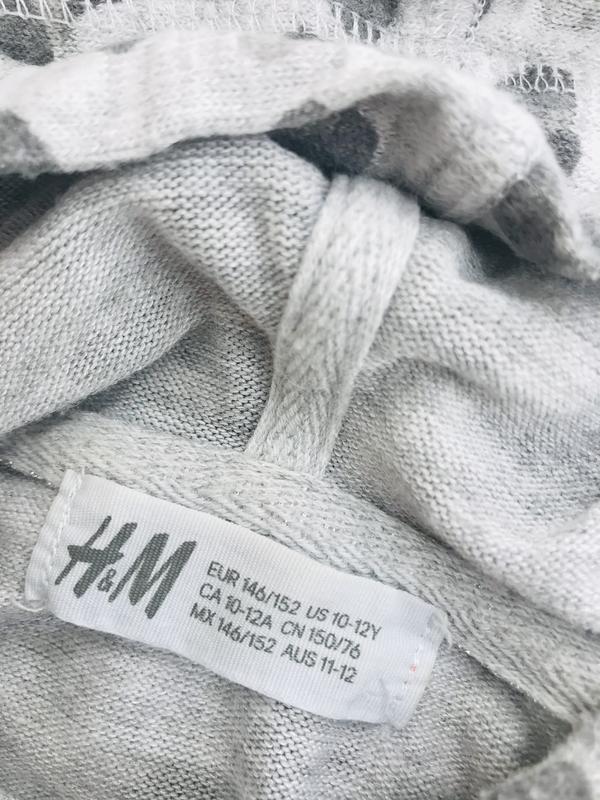 H&M
EUR 146/152 US 10-12Y
CA 10-12A CN 150/76
MX 146/152 AUS 11-12